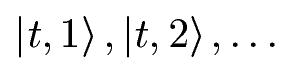 |t, 1⟩, |t, 2⟩, ...